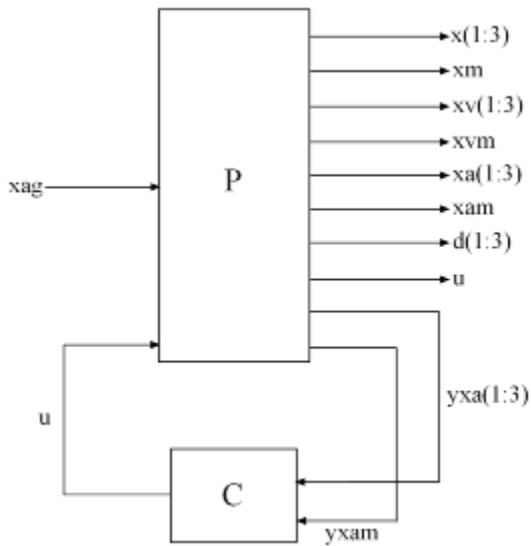 x(1:3)
xm
xv(1:3)
xvm
xa(1:3)
xag
P
xam
d(1:3)
u
yxa(1:3)
u
C
yxam